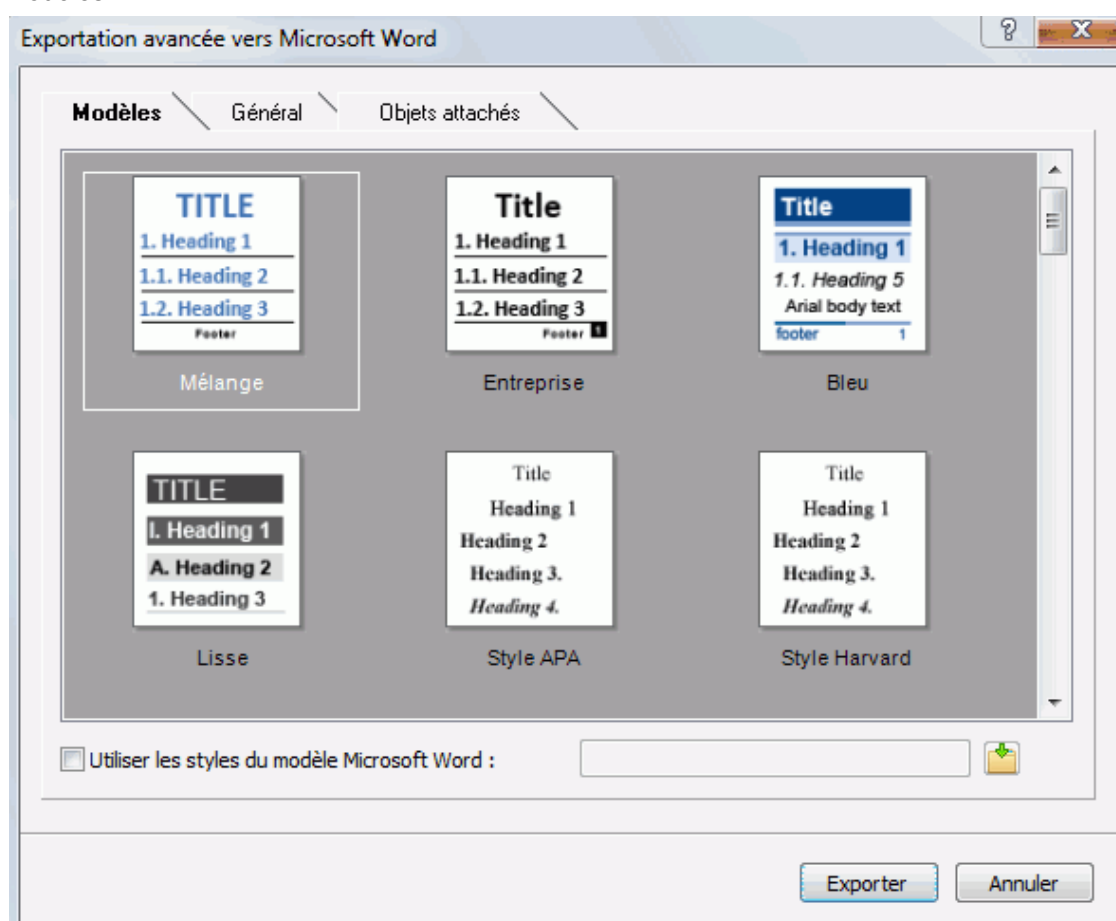 Exportation avancée vers Microsoft Word
? X
Modèles Général Objets attachés
TITLE
1. Heading 1
1.1. Heading 2
1.2. Heading 3
Footer
Mélange
Title
1. Heading 1
1.1. Heading 2
1.2. Heading 3
Footer 1
Entreprise
Title
1. Heading 1
1.1. Heading 5
Arial body text
footer 1
Bleu
TITLE
I. Heading 1
A. Heading 2
1. Heading 3
Lisse
Title
Heading 1
Heading 2
Heading 3.
Heading 4.
Style APA
Title
Heading 1
Heading 2
Heading 3.
Heading 4.
Style Harvard
Utiliser les styles du modèle Microsoft Word :
Exporter Annuler